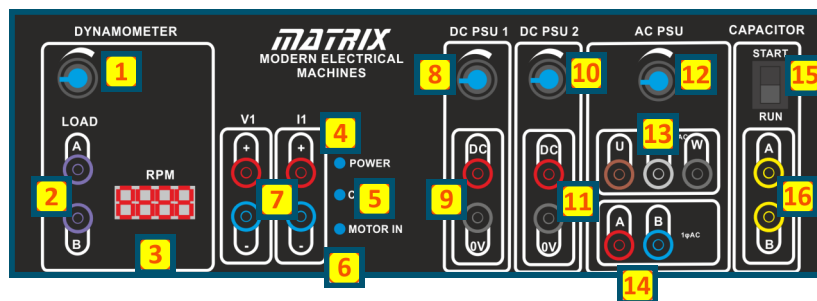 DYNAMOMETER
1
LOAD
A
2
B
RPM
3
MATRIX
MODERN ELECTRICAL
MACHINES
V1
I1
+
+
4
POWER
C
5
MOTOR IN
6
7
-
-
DC PSU 1
8
DC
9
0V
DC PSU 2
10
DC
11
0V
AC PSU
12
13
U
AC
W
A
B
1φAC
14
CAPACITOR
START
15
RUN
A
16
B